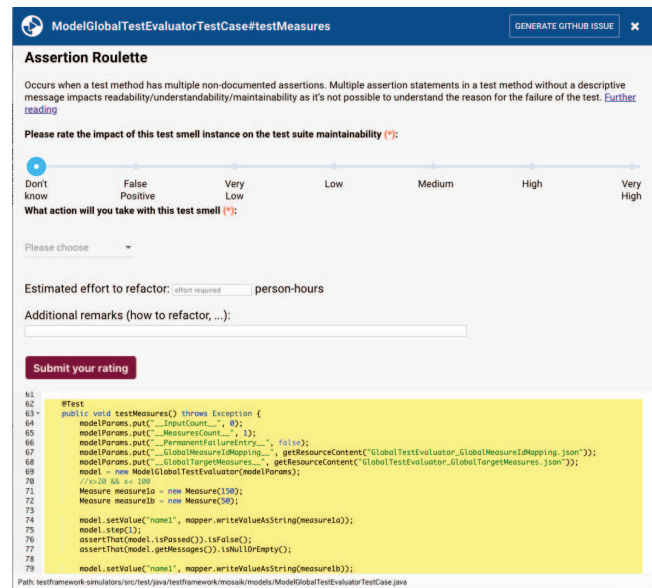 ModelGlobalTestEvaluatorTestCase#testMeasures
GENERATE GITHUB ISSUE ×
Assertion Roulette
Occurs when a test method has multiple non-documented assertions. Multiple assertion statements in a test method without a descriptive
message impacts readability/understandability/maintainability as it's not possible to understand the reason for the failure of the test. Further
reading
Please rate the impact of this test smell instance on the test suite maintainability (*):
Don't know False Positive Very Low Low Medium High Very High
What action will you take with this test smell (*):
Please choose
Estimated effort to refactor: effort required person-hours
Additional remarks (how to refactor, ...):
Submit your rating
61
62 @Test
63 public void testMeasures() throws Exception {
64 modelParams.put("__InputCount__", 0);
65 modelParams.put("__MeasuresCount__", 1);
66 modelParams.put("__PermanentFailureEntry__", false);
67 modelParams.put("__GlobalMeasureIdMapping__", getResourceContent("GlobalTestEvaluator_GlobalMeasureIdMapping.json"));
68 modelParams.put("__GlobalTargetMeasures__", getResourceContent("GlobalTestEvaluator_GlobalTargetMeasures.json"));
69 model = new ModelGlobalTestEvaluator(modelParams);
70 //x>20 && x< 100
71 Measure measure1a = new Measure(150);
72 Measure measure1b = new Measure(50);
73
74 model.setValue("name1", mapper.writeValueAsString(measure1a));
75 model.step(1);
76 assertThat(model.isPassed()).isFalse();
77 assertThat(model.getMessages()).isNullOrEmpty();
78
79 model.setValue("name1", mapper.writeValueAsString(measure1b));
Path: testframework-simulators/src/test/java/testframework/mosaik/models/ModelGlobalTestEvaluatorTestCase.java